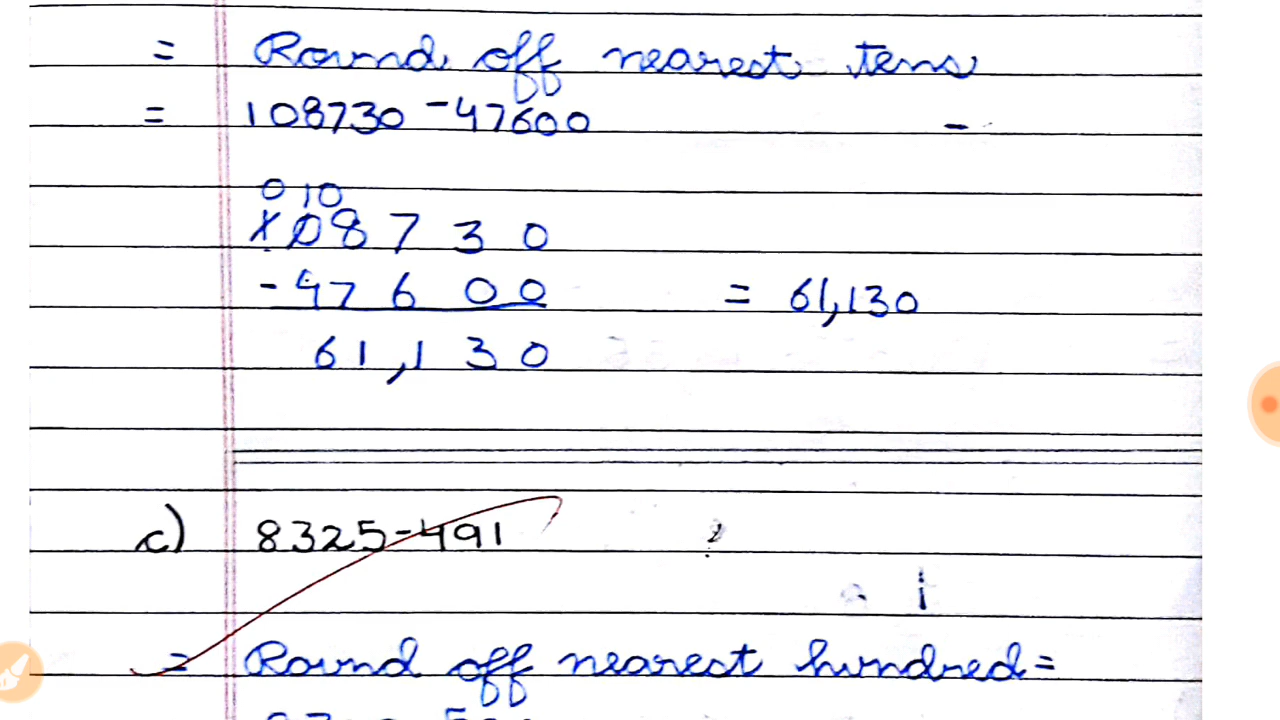 = Round off nearest tens
= 108730 - 47600
0 10
108730
- 47600 = 61,130
61,130
c) 8325-491
= Round off nearest hundred =